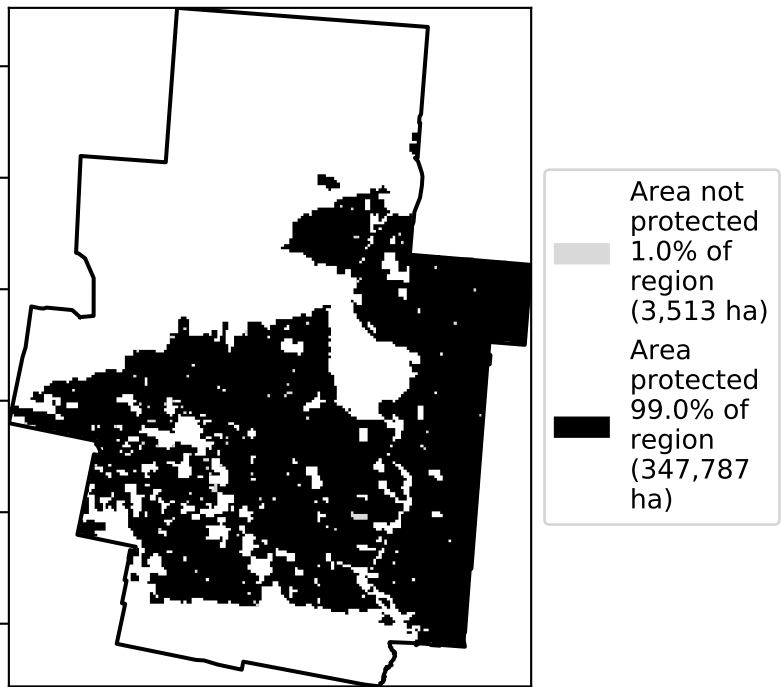 Area not
protected
1.0% of
region
(3,513 ha)
Area
protected
99.0% of
region
(347,787
ha)